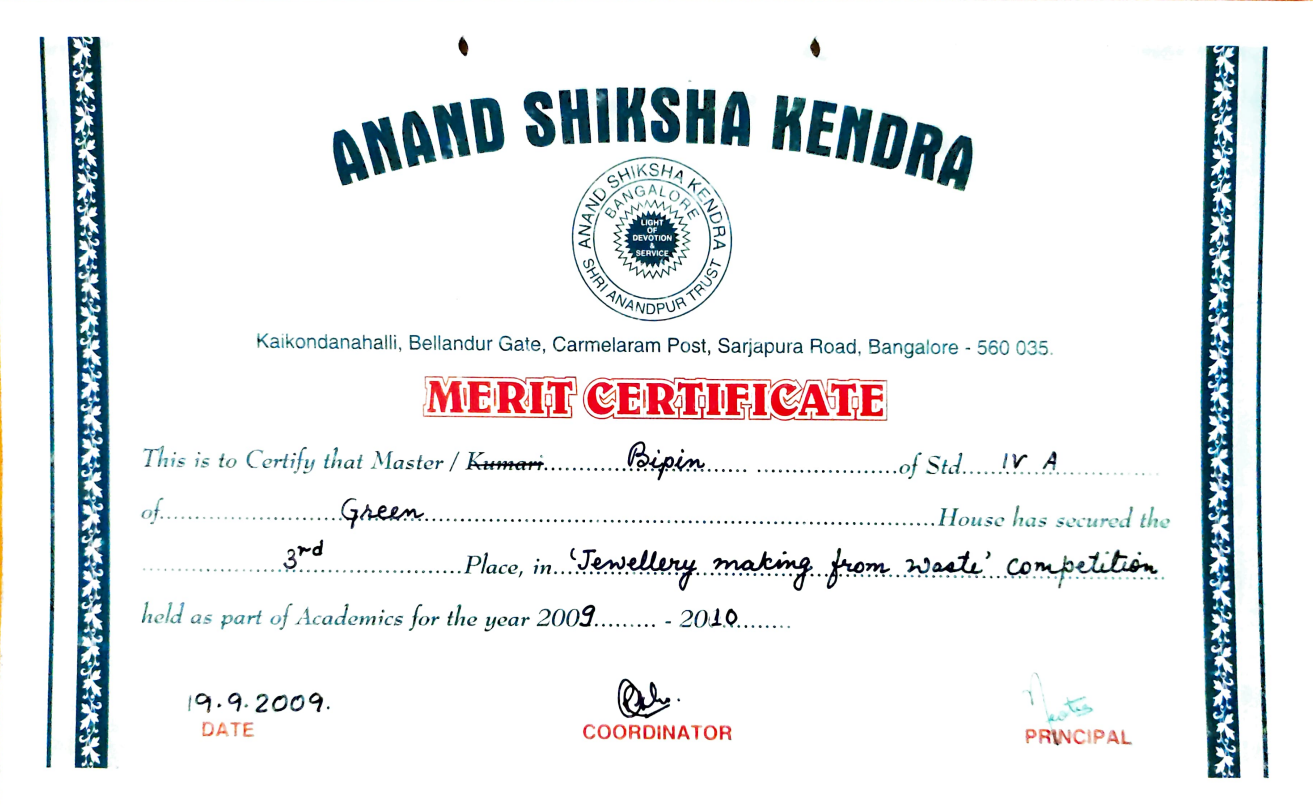 ANAND SHIKSHA KENDRA
ANAND SHIKSHA KENDRA
BANGALORE
LIGHT
OF
DEVOTION
&
SERVICE
SHRI ANANDPUR TRUST
Kaikondanahalli, Bellandur Gate, Carmelaram Post, Sarjapura Road, Bangalore - 560 035.
MERIT CERTIFICATE
This is to Certify that Master / Kumari.......... Bipin ...... .....................of Std. IV A ..............
of....................... Green .................................................................House has secured the
................ 3rd ................Place, in 'Jewellery making from waste' competition
held as part of Academics for the year 2009......... - 2010........
19.9.2009.
DATE
COORDINATOR
PRINCIPAL